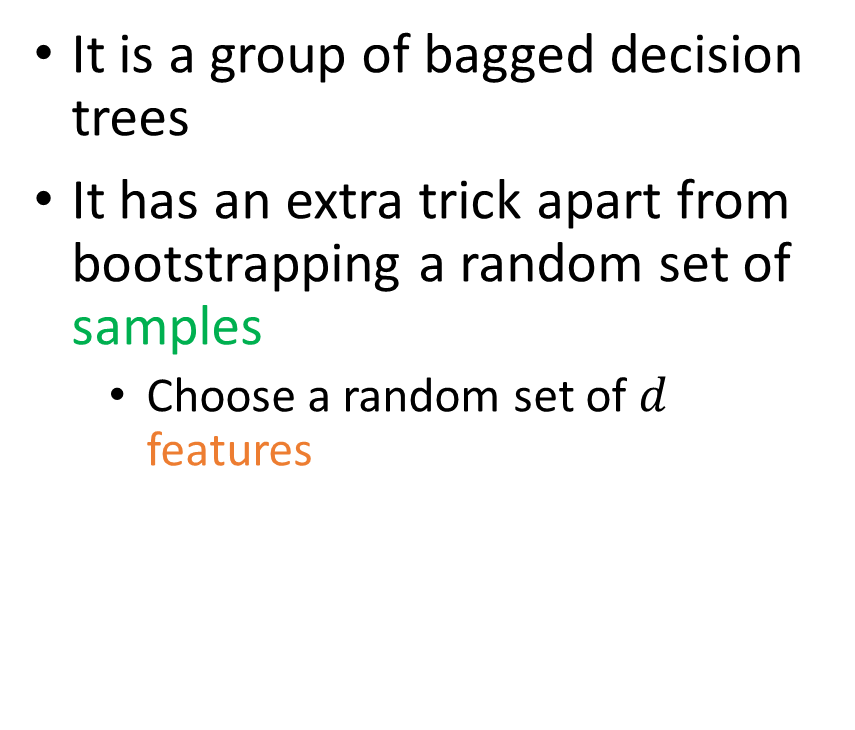 • It is a group of bagged decision
trees
• It has an extra trick apart from
bootstrapping a random set of
samples
• Choose a random set of 𝑑
features